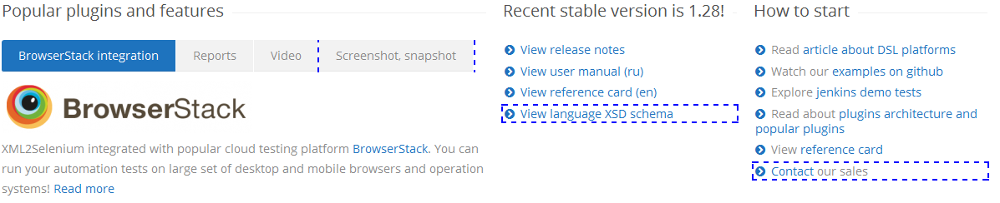 Popular plugins and features
BrowserStack integration
Reports
Video
Screenshot, snapshot
BrowserStack
XML2Selenium integrated with popular cloud testing platform BrowserStack. You can
run your automation tests on large set of desktop and mobile browsers and operation
systems! Read more
Recent stable version is 1.28!
View release notes
View user manual (ru)
View reference card (en)
View language XSD schema
How to start
Read article about DSL platforms
Watch our examples on github
Explore jenkins demo tests
Read about plugins architecture and
popular plugins
View reference card
Contact our sales